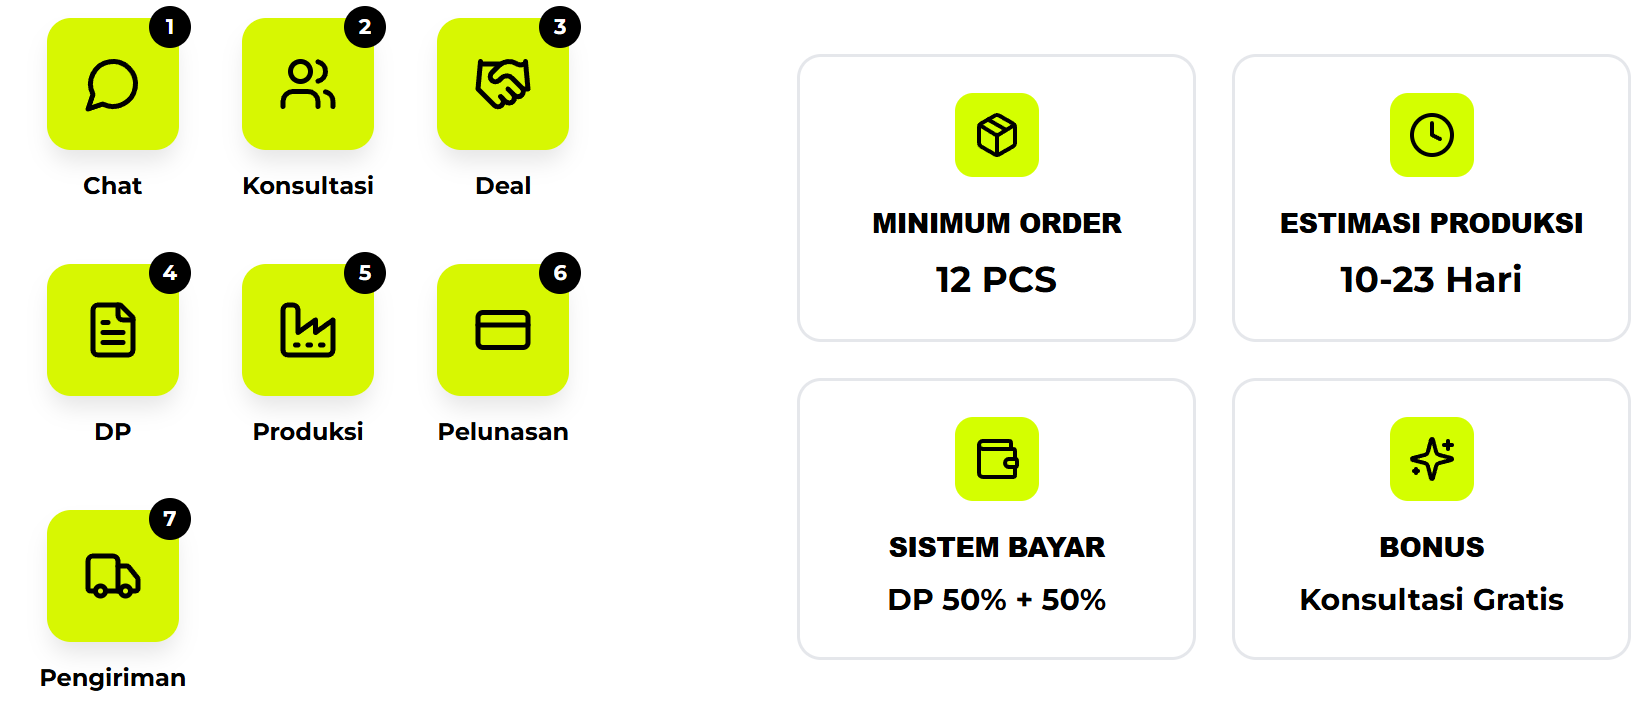 1
Chat
2
Konsultasi
3
Deal
4
DP
5
Produksi
6
Pelunasan
7
Pengiriman
MINIMUM ORDER
12 PCS
ESTIMASI PRODUKSI
10-23 Hari
SISTEM BAYAR
DP 50% + 50%
BONUS
Konsultasi Gratis